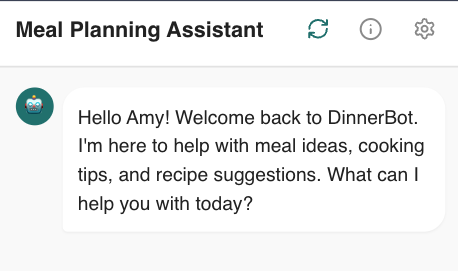 Meal Planning Assistant
Hello Amy! Welcome back to DinnerBot.
I'm here to help with meal ideas, cooking
tips, and recipe suggestions. What can I
help you with today?